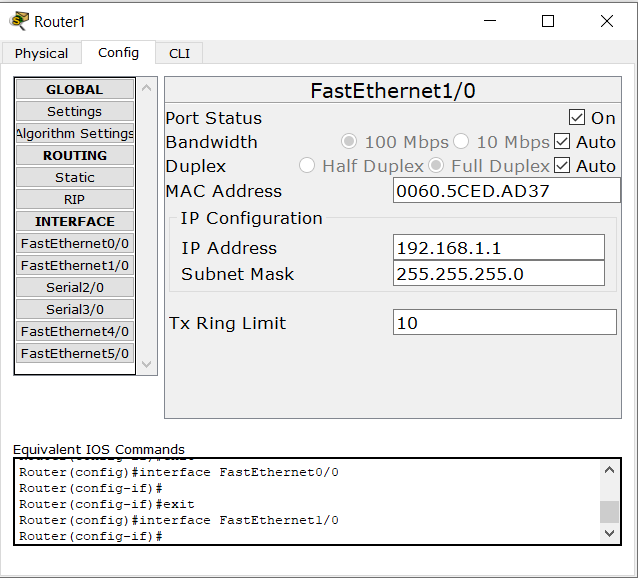 Router1
Physical Config CLI
GLOBAL
Settings
Algorithm Settings
ROUTING
Static
RIP
INTERFACE
FastEthernet0/0
FastEthernet1/0
Serial2/0
Serial3/0
FastEthernet4/0
FastEthernet5/0
FastEthernet1/0
Port Status On
Bandwidth 100 Mbps 10 Mbps Auto
Duplex Half Duplex Full Duplex Auto
MAC Address 0060.5CED.AD37
IP Configuration
IP Address 192.168.1.1
Subnet Mask 255.255.255.0
Tx Ring Limit 10
Equivalent IOS Commands
Router(config-if)#exit
Router(config)#interface FastEthernet0/0
Router(config-if)#
Router(config-if)#exit
Router(config)#interface FastEthernet1/0
Router(config-if)#